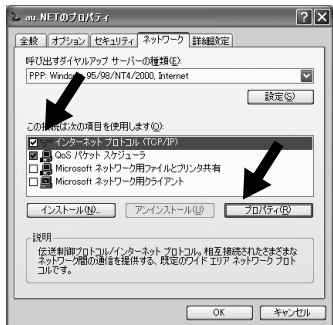 au.NETのプロパティ
全般 オプション セキュリティ ネットワーク 詳細設定
呼び出すダイヤルアップ サーバーの種類(E):
PPP: Windows 95/98/NT4/2000, Internet
設定(S)
この接続は次の項目を使用します(O):
インターネット プロトコル (TCP/IP)
QoS パケット スケジューラ
Microsoft ネットワーク用ファイルとプリンタ共有
Microsoft ネットワーク用クライアント
インストール(N)... アンインストール(U) プロパティ(R)
説明
伝送制御プロトコル/インターネット プロトコル。相互接続されたさまざまな
ネットワーク間の通信を提供する、既定のワイド エリア ネットワーク プロト
コルです。
OK キャンセル